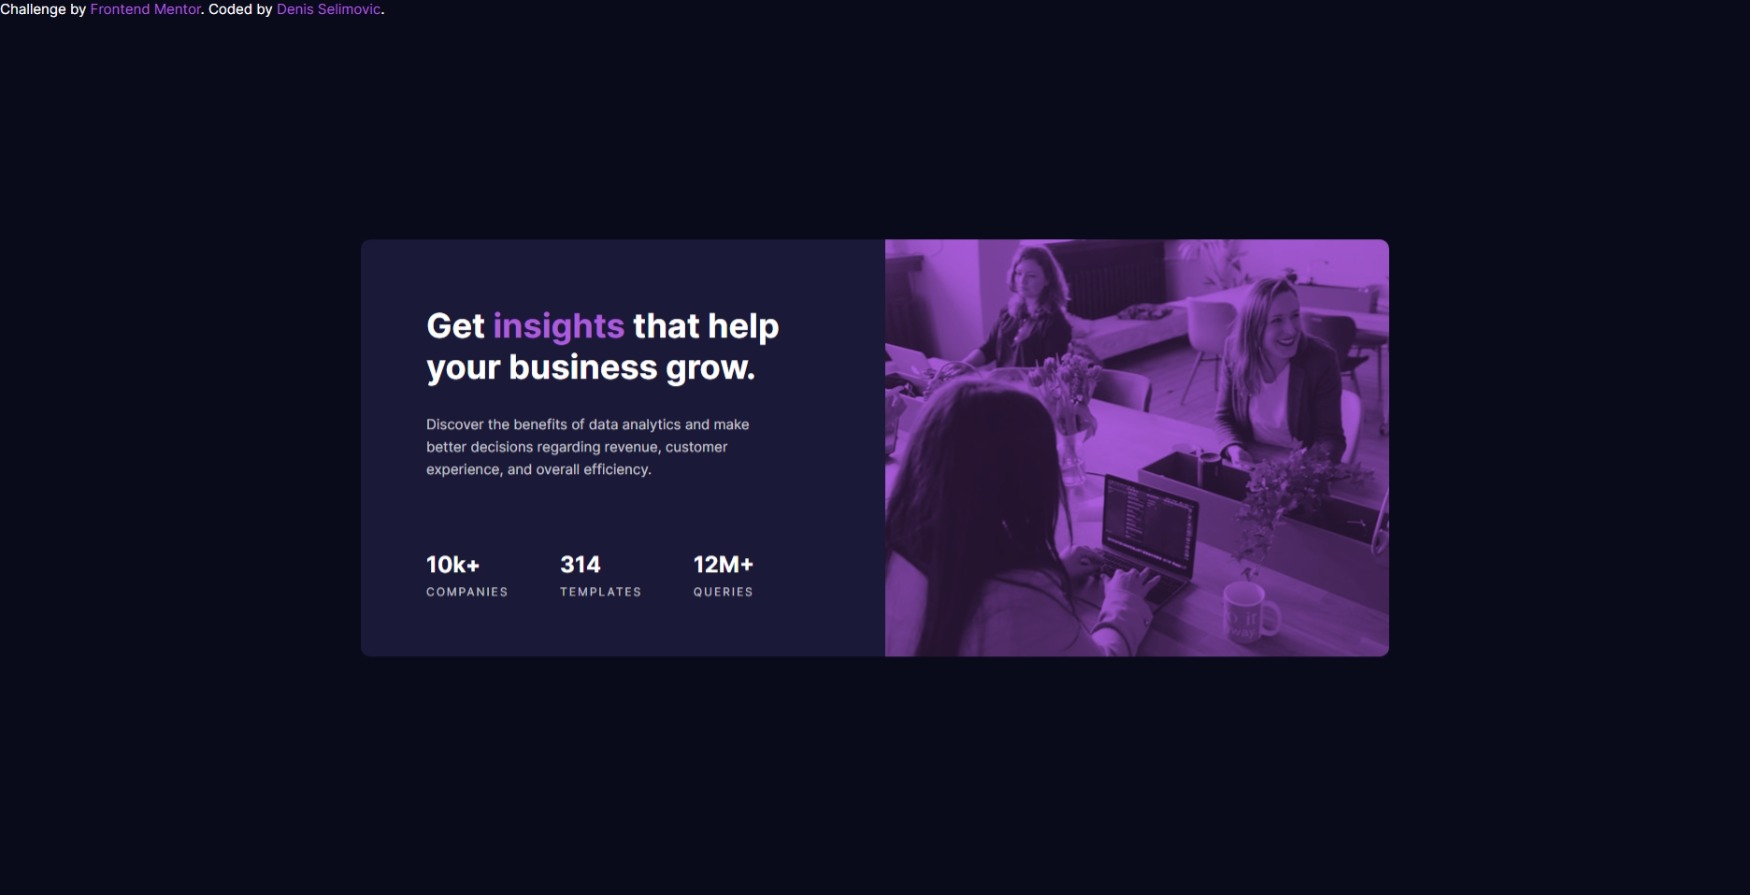 Challenge by Frontend Mentor. Coded by Denis Selimovic.
Get insights that help
your business grow.
Discover the benefits of data analytics and make
better decisions regarding revenue, customer
experience, and overall efficiency.
10k+ 314 12M+
COMPANIES TEMPLATES QUERIES